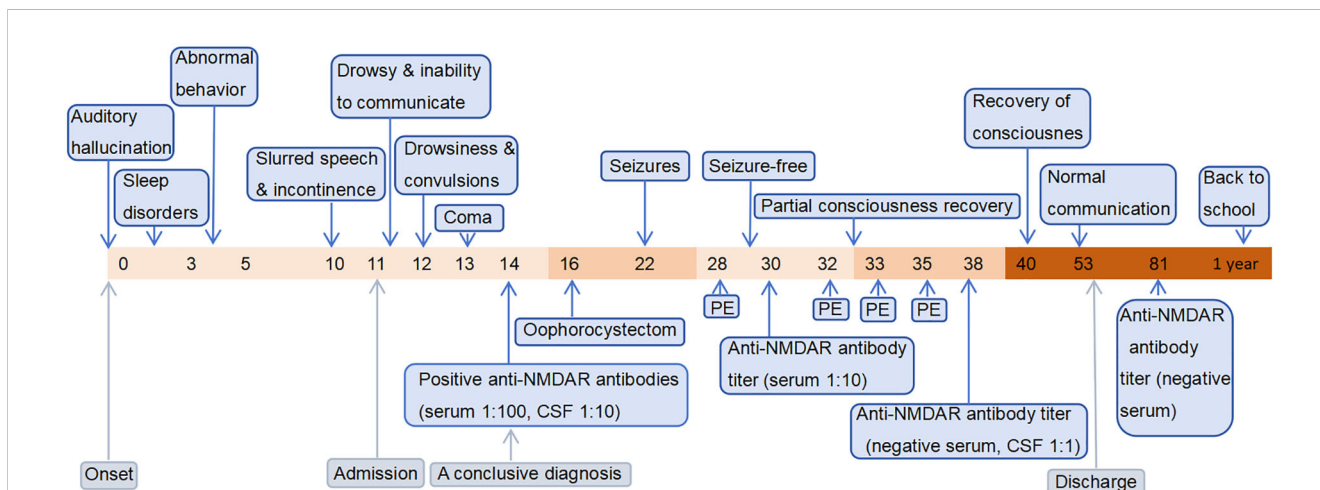 Abnormal
behavior
Auditory
hallucination
Sleep
disorders
Slurred speech
& incontinence
Drowsy & inability
to communicate
Drowsiness &
convulsions
Coma
Seizures
Seizure-free
Partial consciousness recovery
Recovery of
consciousnes
Normal
communication
Back to
school
0 3 5 10 11 12 13 14 16 22 28 30 32 33 35 38 40 53 81 1 year
PE
PE
PE
PE
Oophorocystectom
Anti-NMDAR antibody
titer (serum 1:10)
Positive anti-NMDAR antibodies
(serum 1:100, CSF 1:10)
Anti-NMDAR antibody titer
(negative serum, CSF 1:1)
Anti-NMDAR
antibody
titer (negative
serum)
Onset
Admission
A conclusive diagnosis
Discharge